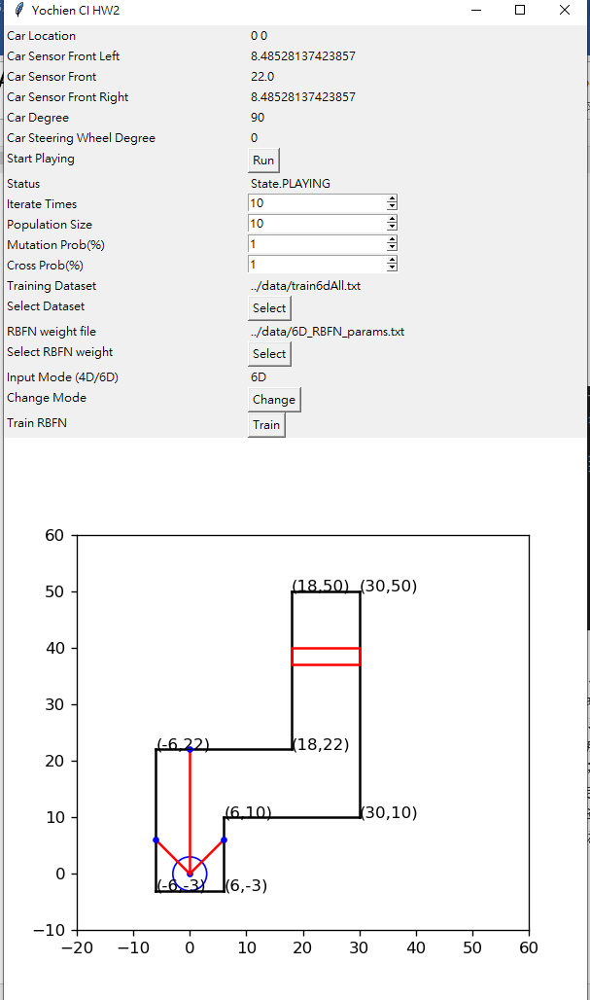 Yochien CI HW2
Car Location 0 0
Car Sensor Front Left 8.48528137423857
Car Sensor Front 22.0
Car Sensor Front Right 8.48528137423857
Car Degree 90
Car Steering Wheel Degree 0
Start Playing Run
Status State.PLAYING
Iterate Times 10
Population Size 10
Mutation Prob(%) 1
Cross Prob(%) 1
Training Dataset ../data/train6dAll.txt
Select Dataset Select
RBFN weight file ../data/6D_RBFN_params.txt
Select RBFN weight Select
Input Mode (4D/6D) 6D
Change Mode Change
Train RBFN Train
60
50 (18,50) (30,50)
40
30
(-6,22) (18,22)
20
10 (6,10) (30,10)
0
(-6,-3) (6,-3)
−10
−20 −10 0 10 20 30 40 50 60